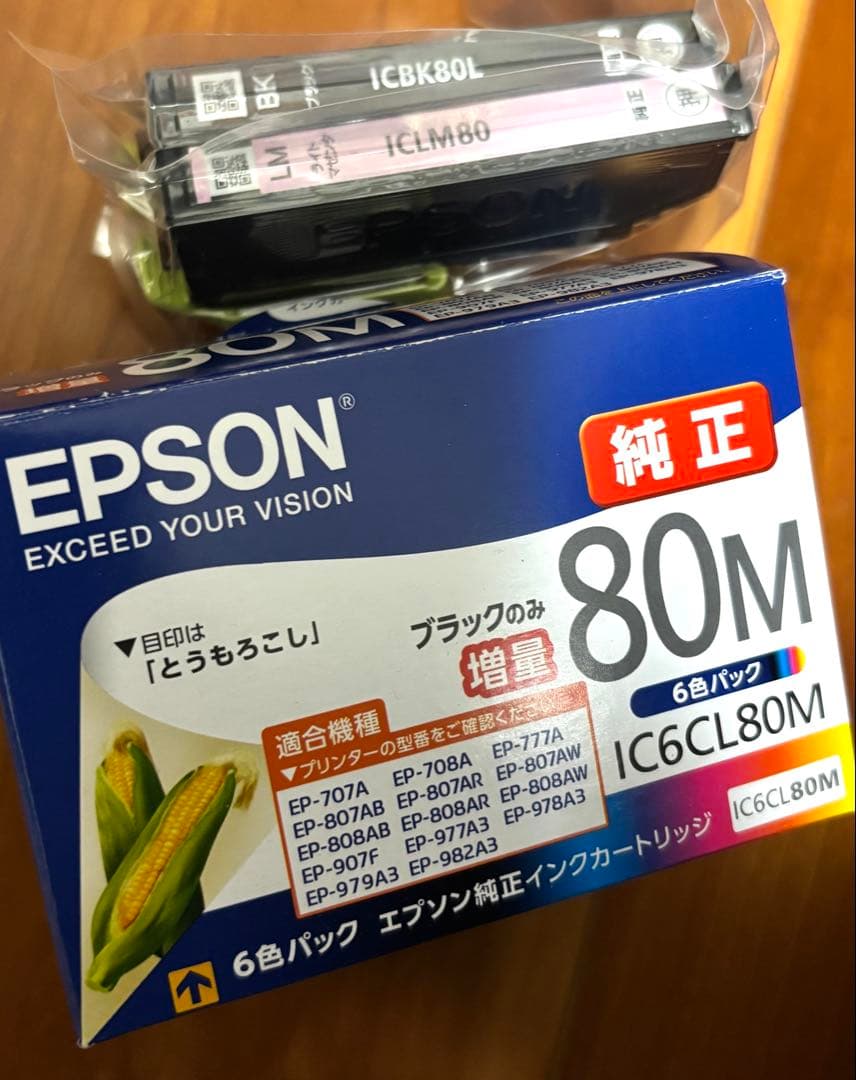 BK
ブラック
ICBK80L
LM
ライト
マゼンタ
ICLM80
純正
押
EPSON
80M
EPSON®
EXCEED YOUR VISION
純正
▼目印は
「とうもろこし」
ブラックのみ
増量
80M
6色パック
IC6CL80M
適合機種
▼プリンターの型番をご確認くだ
EP-707A EP-708A EP-777A
EP-807AB EP-807AR EP-807AW
EP-808AB EP-808AR EP-808AW
EP-907F EP-977A3 EP-978A3
EP-979A3 EP-982A3
6色パック エプソン純正インクカートリッジ
IC6CL80M